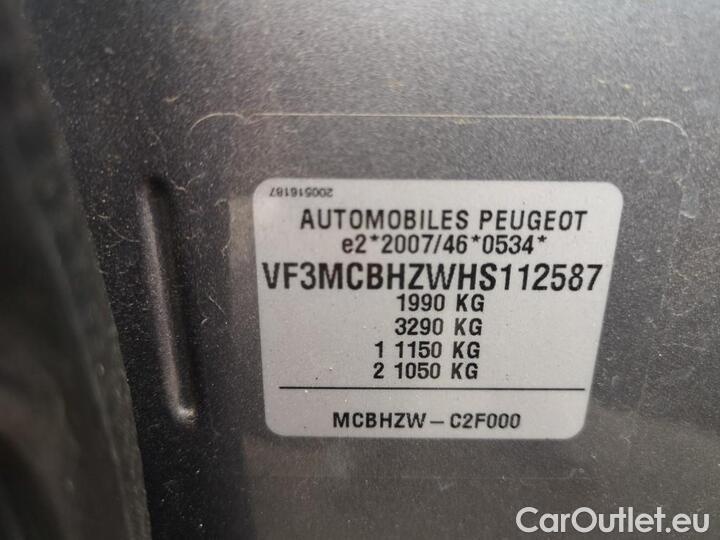 200516187
AUTOMOBILES PEUGEOT
e2*2007/46*0534*
VF3MCBHZWHS112587
1990 KG
3290 KG
1 1150 KG
2 1050 KG
MCBHZW – C2F000
CarOutlet.eu